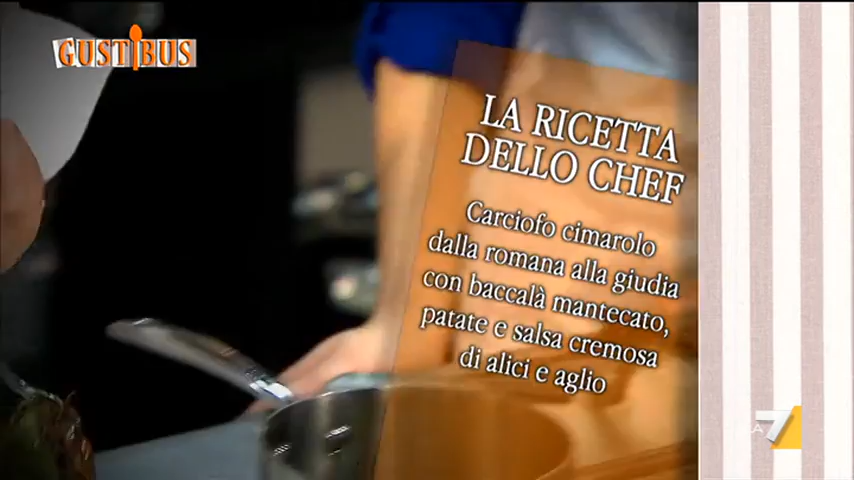 GUSTIBUS
LA RICETTA
DELLO CHEF
Carciofo cimarolo
dalla romana alla giudia
con baccalà mantecato,
patate e salsa cremosa
di alici e aglio
LA7